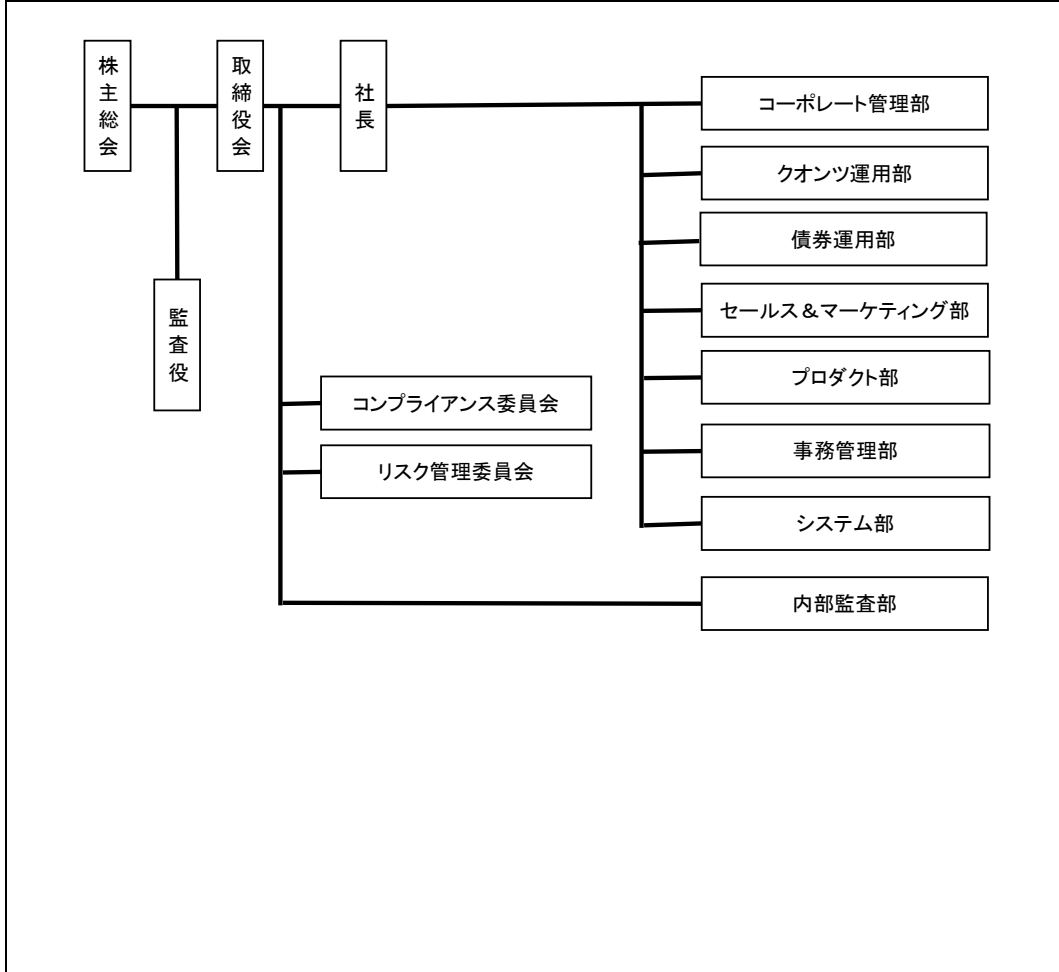 株主総会
取締役会
社長
監査役
コンプライアンス委員会
リスク管理委員会
コーポレート管理部
クオンツ運用部
債券運用部
セールス＆マーケティング部
プロダクト部
事務管理部
システム部
内部監査部